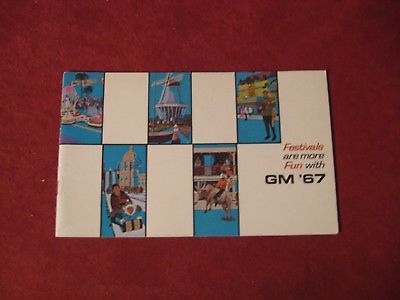 Festivals
are more
Fun with
GM '67